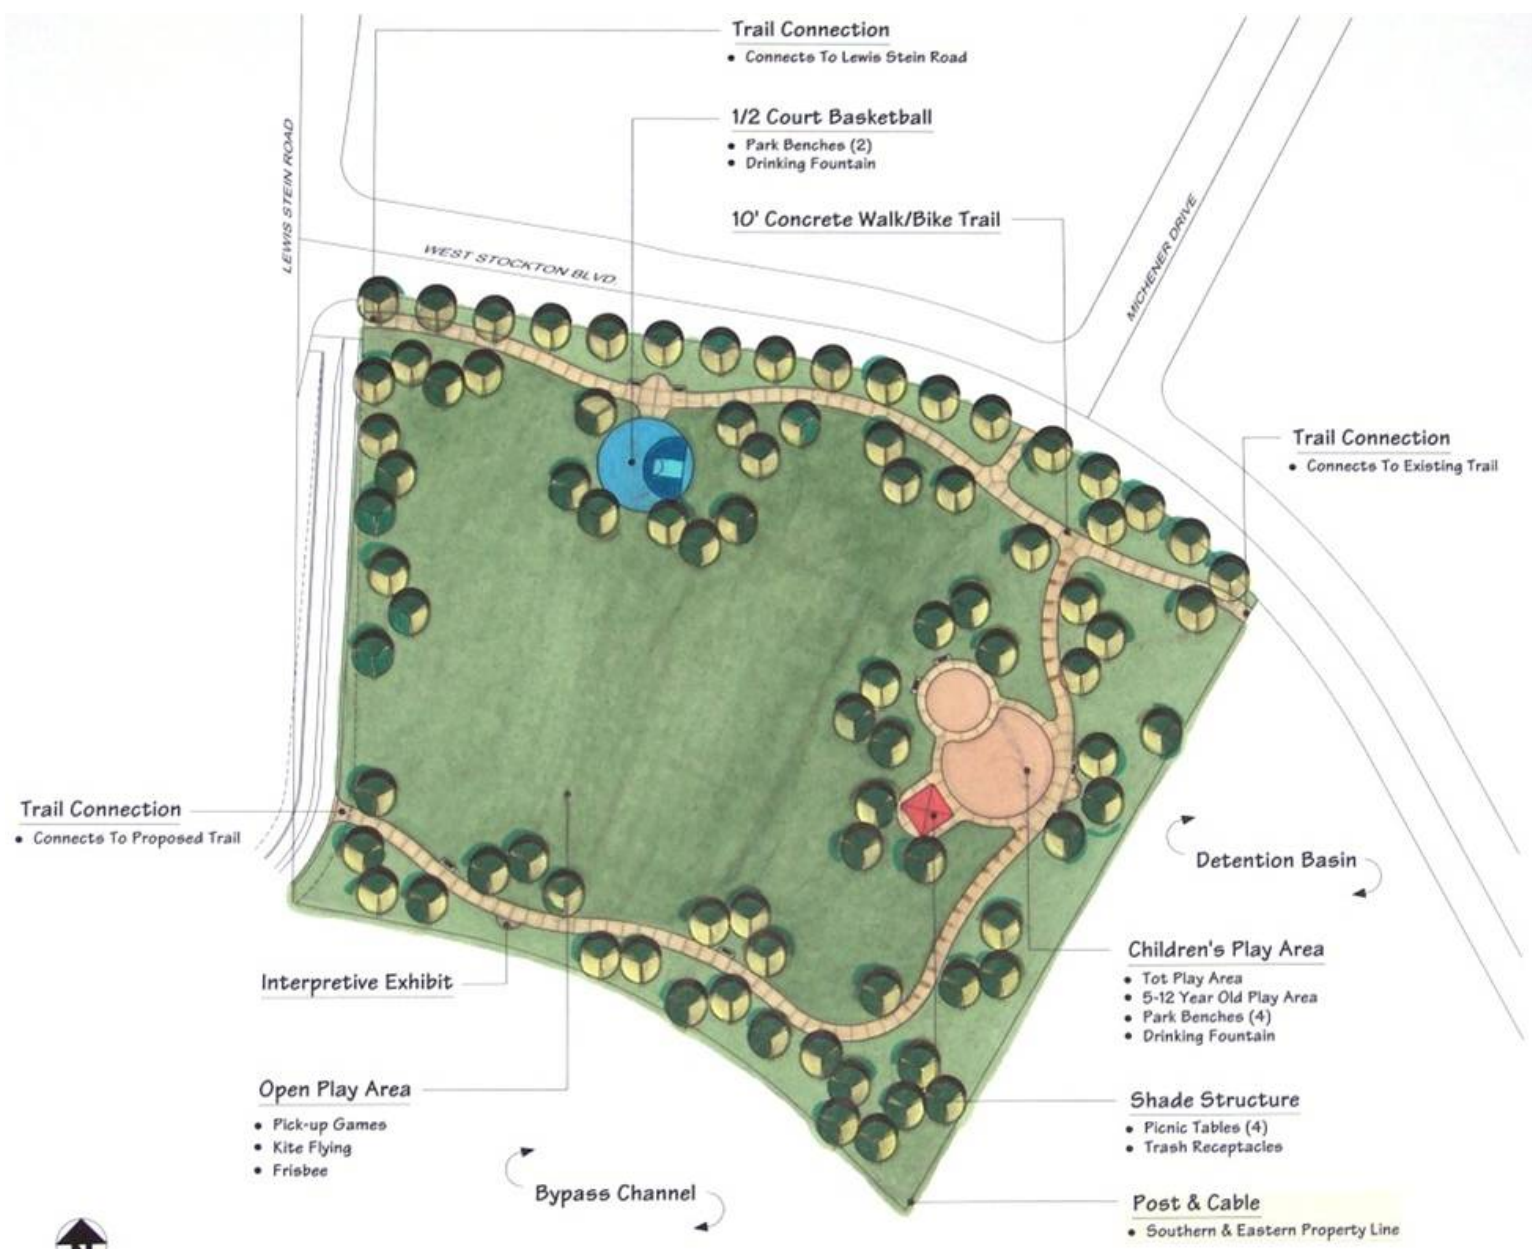 Trail Connection
• Connects To Lewis Stein Road
1/2 Court Basketball
• Park Benches (2)
• Drinking Fountain
10' Concrete Walk/Bike Trail
LEWIS STEIN ROAD
WEST STOCKTON BLVD.
MICHENER DRIVE
Trail Connection
• Connects To Existing Trail
Trail Connection
• Connects To Proposed Trail
Detention Basin
Interpretive Exhibit
Children's Play Area
• Tot Play Area
• 5-12 Year Old Play Area
• Park Benches (4)
• Drinking Fountain
Open Play Area
• Pick-up Games
• Kite Flying
• Frisbee
Shade Structure
• Picnic Tables (4)
• Trash Receptacles
Bypass Channel
Post & Cable
• Southern & Eastern Property Line